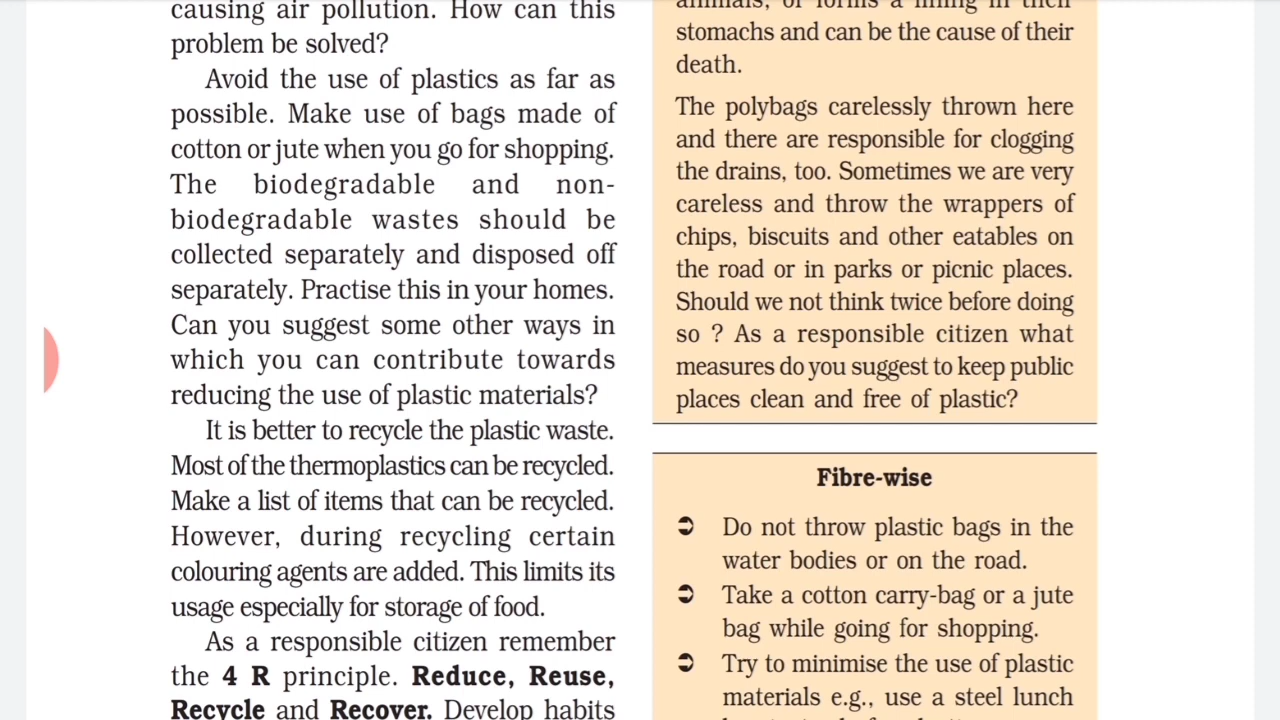 causing air pollution. How can this
problem be solved?
Avoid the use of plastics as far as
possible. Make use of bags made of
cotton or jute when you go for shopping.
The biodegradable and non-
biodegradable wastes should be
collected separately and disposed off
separately. Practise this in your homes.
Can you suggest some other ways in
which you can contribute towards
reducing the use of plastic materials?
It is better to recycle the plastic waste.
Most of the thermoplastics can be recycled.
Make a list of items that can be recycled.
However, during recycling certain
colouring agents are added. This limits its
usage especially for storage of food.
As a responsible citizen remember
the 4 R principle. Reduce, Reuse,
Recycle and Recover. Develop habits
animals, or forms a lining in their
stomachs and can be the cause of their
death.
The polybags carelessly thrown here
and there are responsible for clogging
the drains, too. Sometimes we are very
careless and throw the wrappers of
chips, biscuits and other eatables on
the road or in parks or picnic places.
Should we not think twice before doing
so ? As a responsible citizen what
measures do you suggest to keep public
places clean and free of plastic?
Fibre-wise
➲ Do not throw plastic bags in the
water bodies or on the road.
➲ Take a cotton carry-bag or a jute
bag while going for shopping.
➲ Try to minimise the use of plastic
materials e.g., use a steel lunch